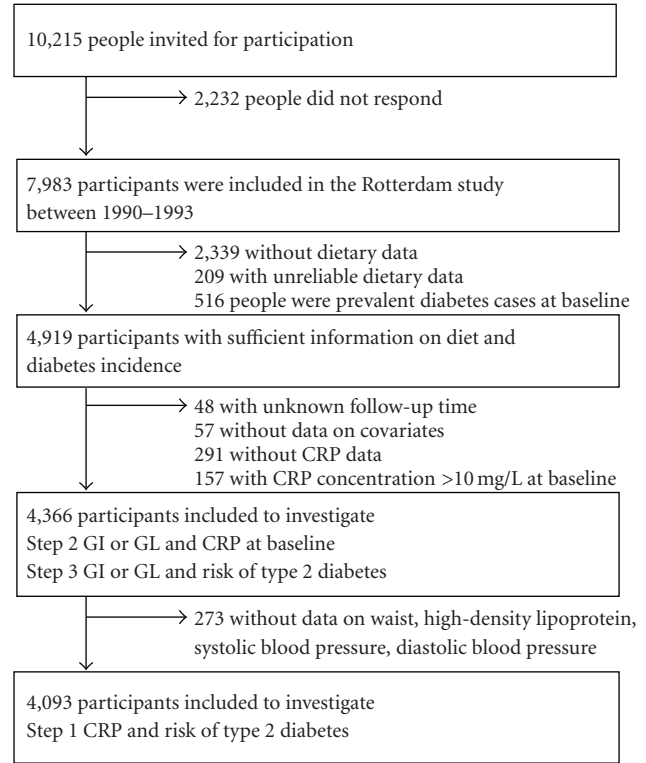 10,215 people invited for participation
2,232 people did not respond
7,983 participants were included in the Rotterdam study
between 1990–1993
2,339 without dietary data
209 with unreliable dietary data
516 people were prevalent diabetes cases at baseline
4,919 participants with sufficient information on diet and
diabetes incidence
48 with unknown follow-up time
57 without data on covariates
291 without CRP data
157 with CRP concentration >10 mg/L at baseline
4,366 participants included to investigate
Step 2 GI or GL and CRP at baseline
Step 3 GI or GL and risk of type 2 diabetes
273 without data on waist, high-density lipoprotein,
systolic blood pressure, diastolic blood pressure
4,093 participants included to investigate
Step 1 CRP and risk of type 2 diabetes